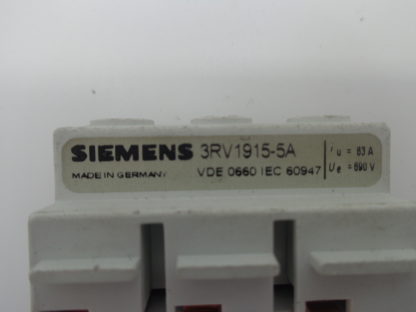 SIEMENS 3RV1915-5A Iu = 63 A
MADE IN GERMANY VDE 0660 IEC 60947 Ue = 690 V